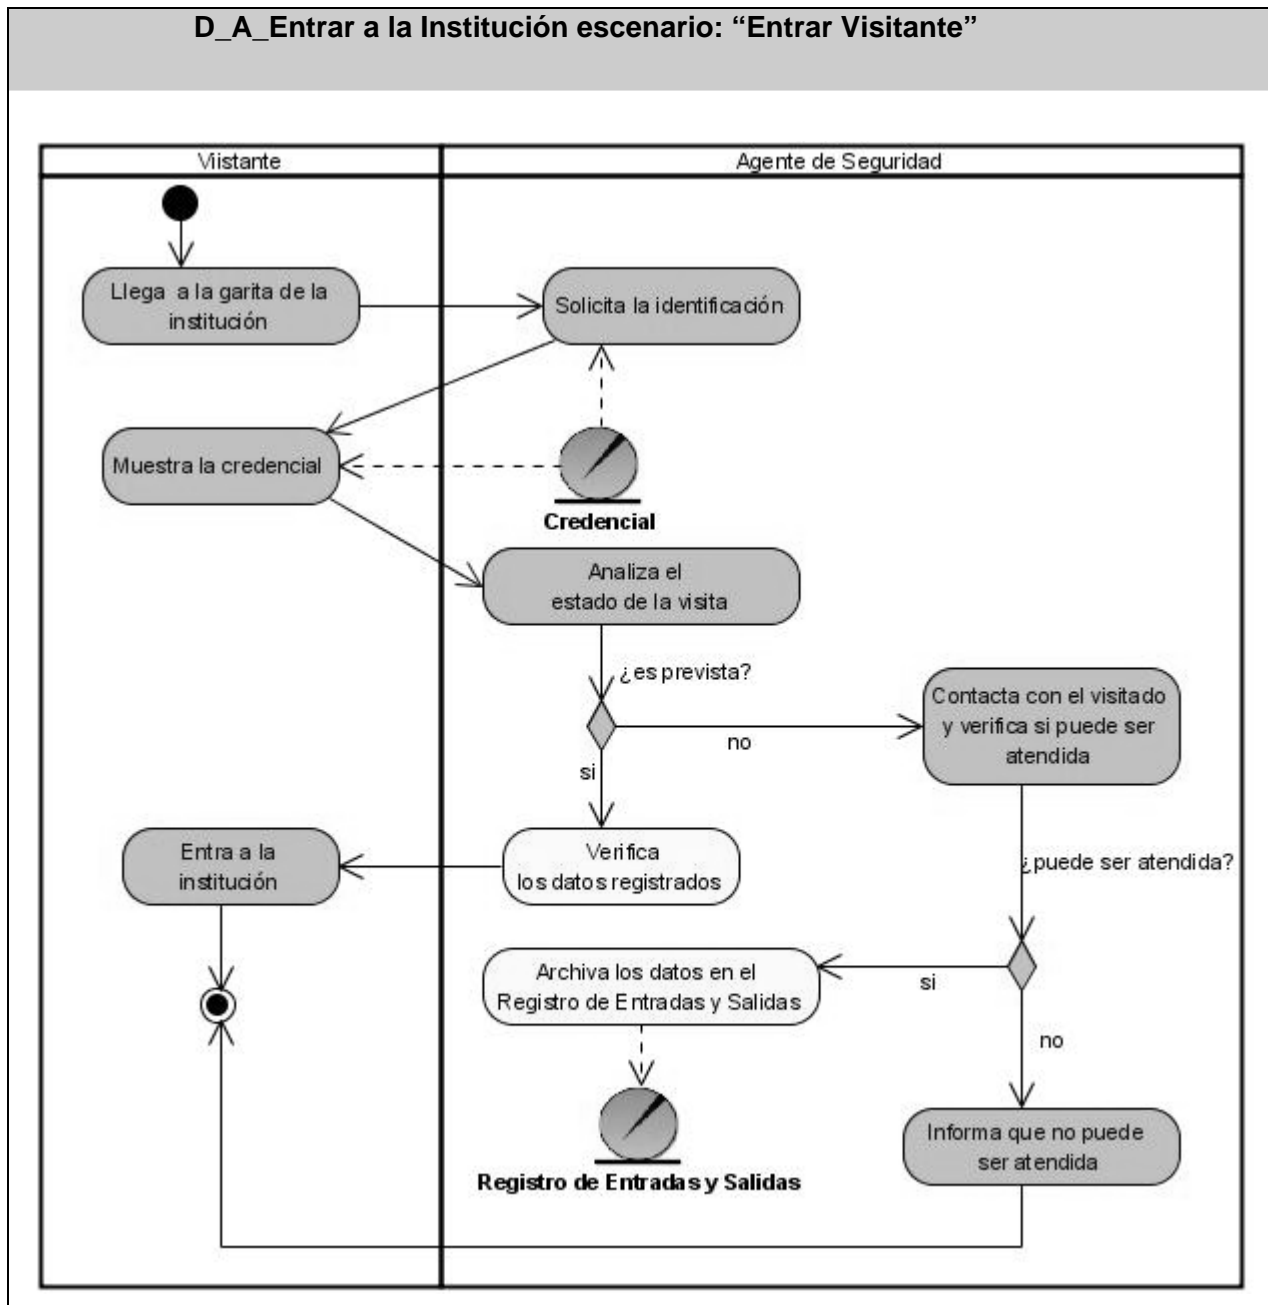 D_A_Entrar a la Institución escenario: “Entrar Visitante”
Viistante
Agente de Seguridad
Llega a la garita de la
institución
Solicita la identificación
Muestra la credencial
Credencial
Analiza el
estado de la visita
¿es prevista?
no
si
Contacta con el visitado
y verifica si puede ser
atendida
Entra a la
institución
Verifica
los datos registrados
¿puede ser atendida?
Archiva los datos en el
Registro de Entradas y Salidas
si
no
Registro de Entradas y Salidas
Informa que no puede
ser atendida